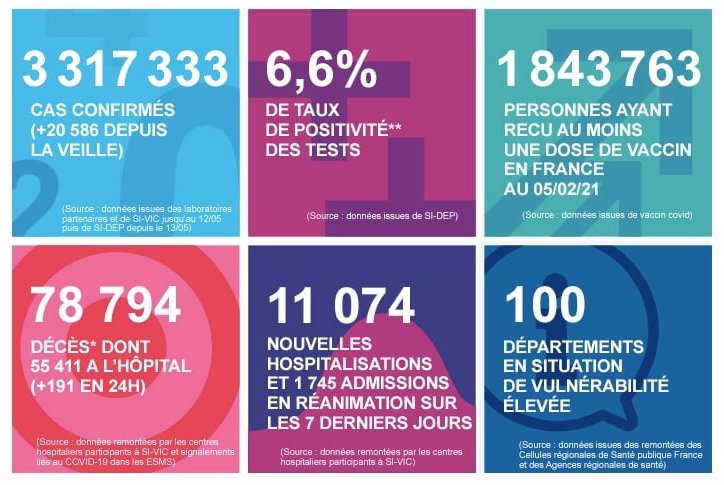 3 317 333
CAS CONFIRMÉS
(+20 586 DEPUIS
LA VEILLE)
(Source : données issues des laboratoires
partenaires et de SI-VIC jusqu'au 12/05
puis de SI-DEP depuis le 13/05)
6,6%
DE TAUX
DE POSITIVITÉ**
DES TESTS
(Source : données issues de SI-DEP)
1 843 763
PERSONNES AYANT
RECU AU MOINS
UNE DOSE DE VACCIN
EN FRANCE
AU 05/02/21
(Source : données issues de vaccin covid)
78 794
DÉCÈS* DONT
55 411 A L'HÔPITAL
(+191 EN 24H)
(Source : données remontées par les centres
hospitaliers participants à SI-VIC et signalements
liés au COVID-19 dans les ESMS)
11 074
NOUVELLES
HOSPITALISATIONS
ET 1 745 ADMISSIONS
EN RÉANIMATION SUR
LES 7 DERNIERS JOURS
(Source : données remontées par les centres
hospitaliers participants à SI-VIC)
100
DÉPARTEMENTS
EN SITUATION
DE VULNÉRABILITÉ
ÉLEVÉE
(Source : données issues des remontées des
Cellules régionales de Santé publique France
et des Agences régionales de santé)